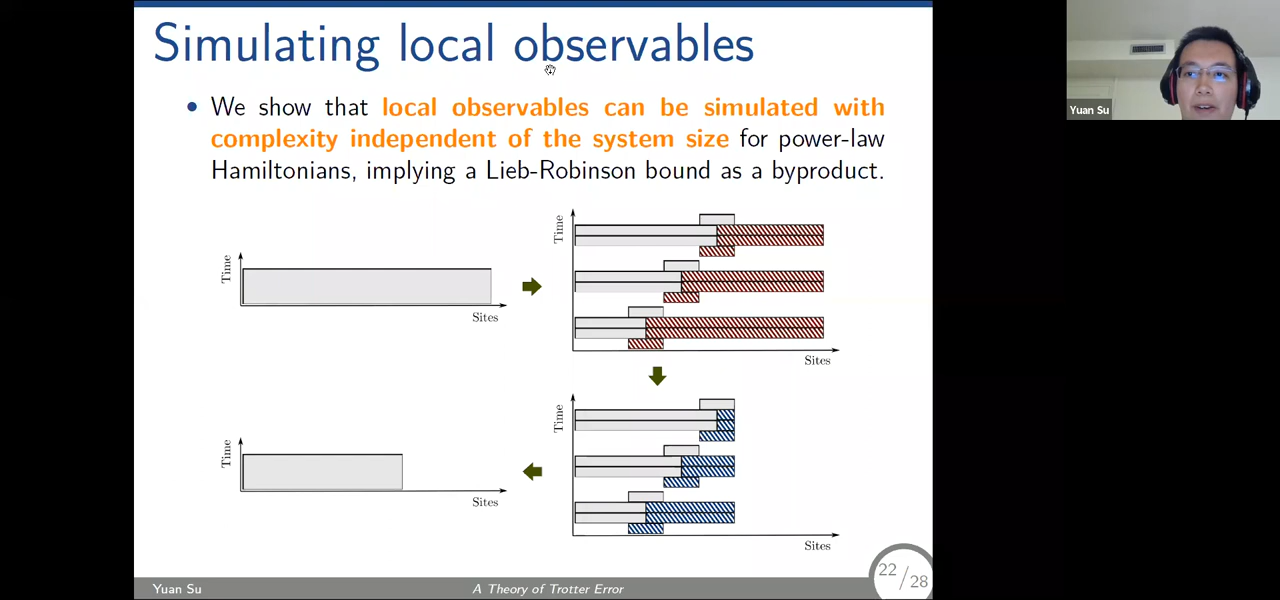 Simulating local observables
• We show that local observables can be simulated with
complexity independent of the system size for power-law
Hamiltonians, implying a Lieb-Robinson bound as a byproduct.
Time
Sites
Time
Sites
Time
Sites
Time
Sites
Yuan Su
A Theory of Trotter Error
22/28
Yuan Su